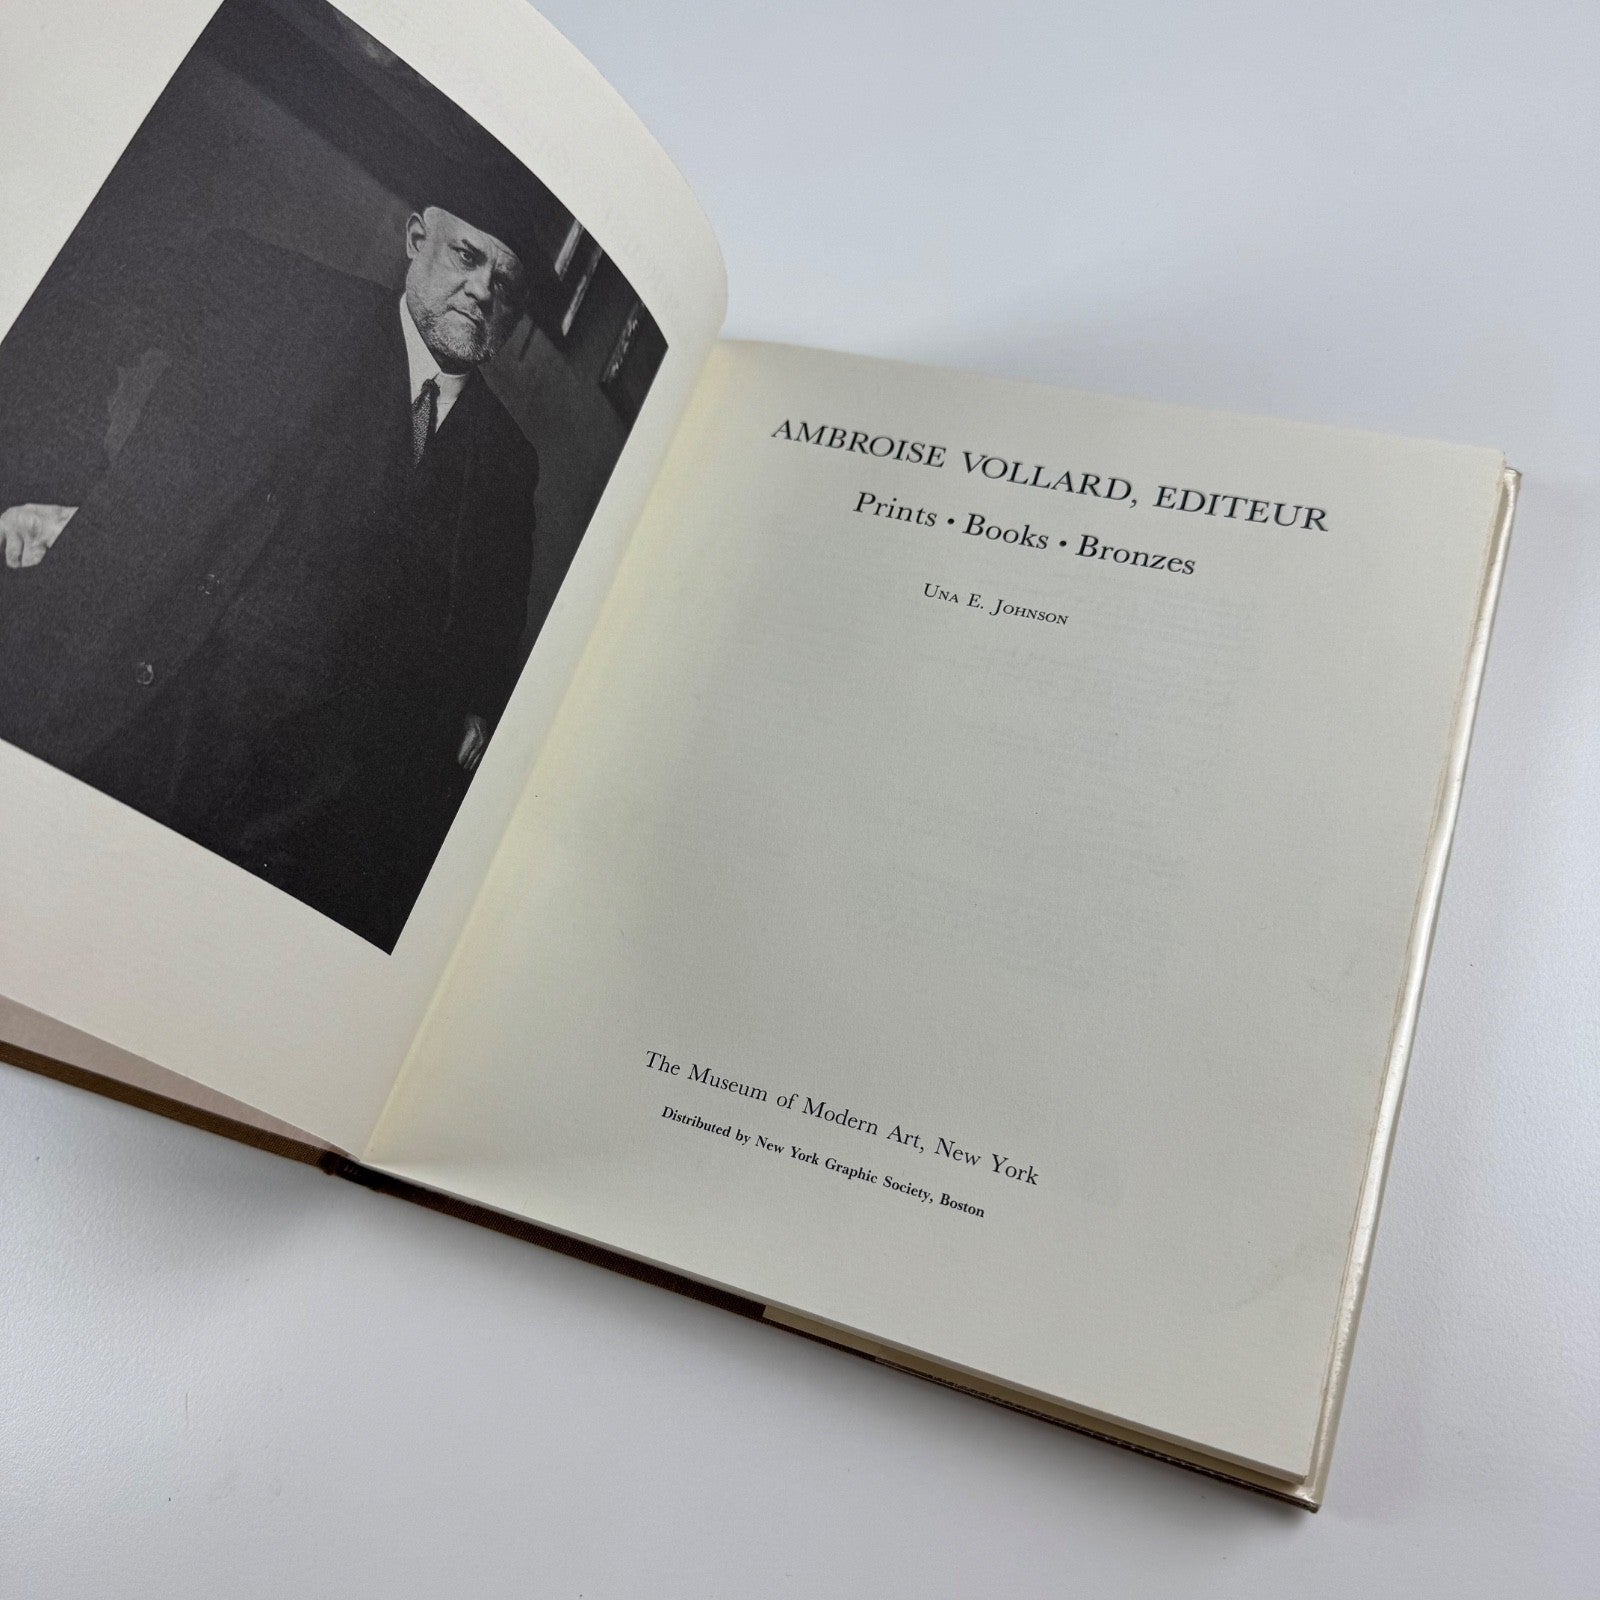 AMBROISE VOLLARD, EDITEUR
Prints • Books • Bronzes
UNA E. JOHNSON
The Museum of Modern Art, New York
Distributed by New York Graphic Society, Boston